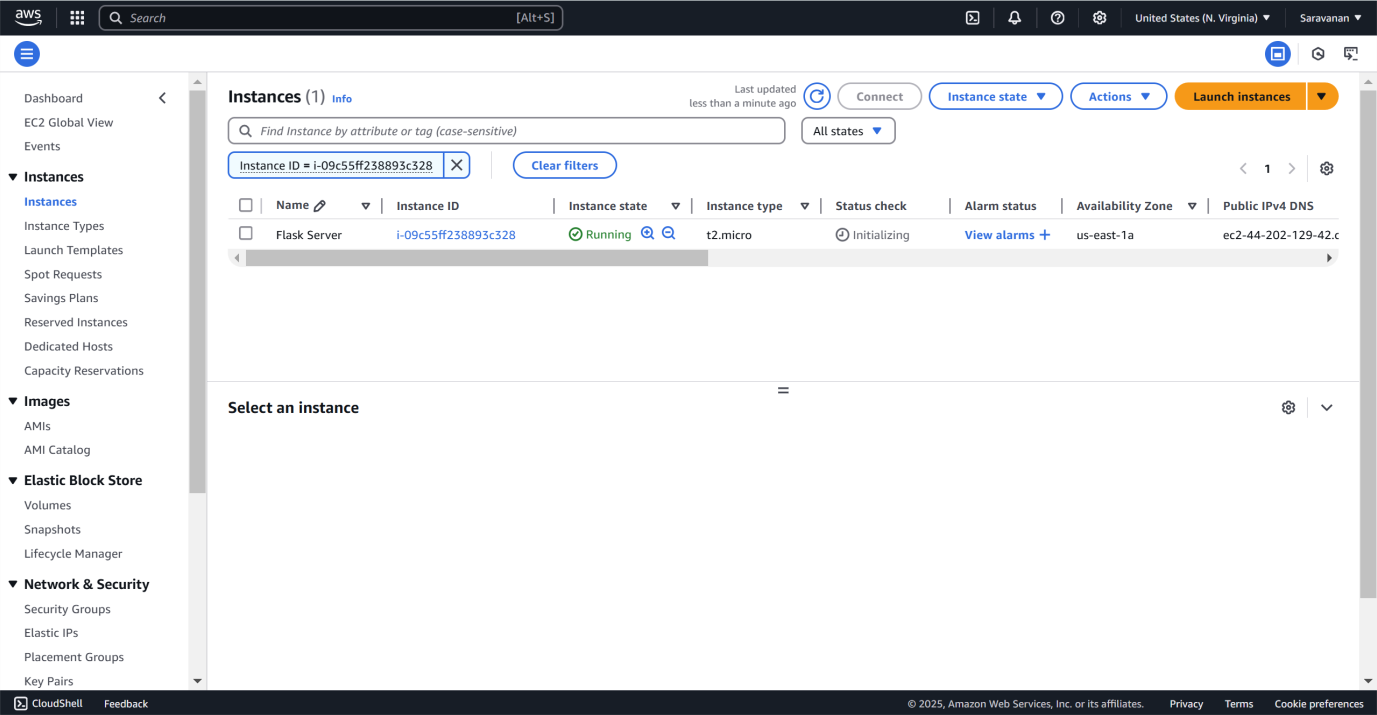 aws
Search [Alt+S]
United States (N. Virginia)
Saravanan
Dashboard
EC2 Global View
Events
Instances
Instances
Instance Types
Launch Templates
Spot Requests
Savings Plans
Reserved Instances
Dedicated Hosts
Capacity Reservations
Images
AMIs
AMI Catalog
Elastic Block Store
Volumes
Snapshots
Lifecycle Manager
Network & Security
Security Groups
Elastic IPs
Placement Groups
Key Pairs
Instances (1) Info
Last updated
less than a minute ago
Connect
Instance state
Actions
Launch instances
Find Instance by attribute or tag (case-sensitive)
All states
Instance ID = i-09c55ff238893c328
Clear filters
1
Name Instance ID Instance state Instance type Status check Alarm status Availability Zone Public IPv4 DNS
Flask Server i-09c55ff238893c328 Running t2.micro Initializing View alarms + us-east-1a ec2-44-202-129-42.c
Select an instance
CloudShell Feedback © 2025, Amazon Web Services, Inc. or its affiliates. Privacy Terms Cookie preferences